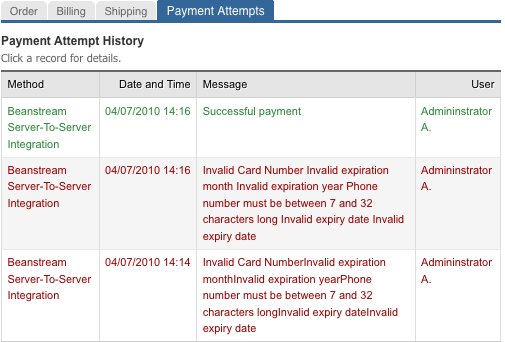 Order Billing Shipping Payment Attempts
Payment Attempt History
Click a record for details.
Method Date and Time Message User
Beanstream 04/07/2010 14:16 Successful payment Admininstrator
Server-To-Server A.
Integration
Beanstream 04/07/2010 14:16 Invalid Card Number Invalid expiration Admininstrator
Server-To-Server month Invalid expiration year Phone A.
Integration number must be between 7 and 32
characters long Invalid expiry date Invalid
expiry date
Beanstream 04/07/2010 14:14 Invalid Card NumberInvalid expiration Admininstrator
Server-To-Server monthInvalid expiration yearPhone A.
Integration number must be between 7 and 32
characters longInvalid expiry dateInvalid
expiry date